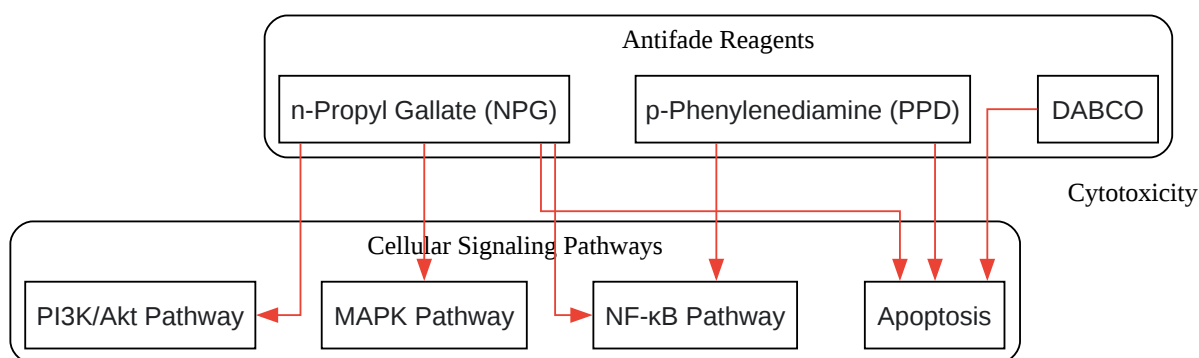 Antifade Reagents
n-Propyl Gallate (NPG)
p-Phenylenediamine (PPD)
DABCO
Cytotoxicity
Cellular Signaling Pathways
PI3K/Akt Pathway
MAPK Pathway
NF-κB Pathway
Apoptosis